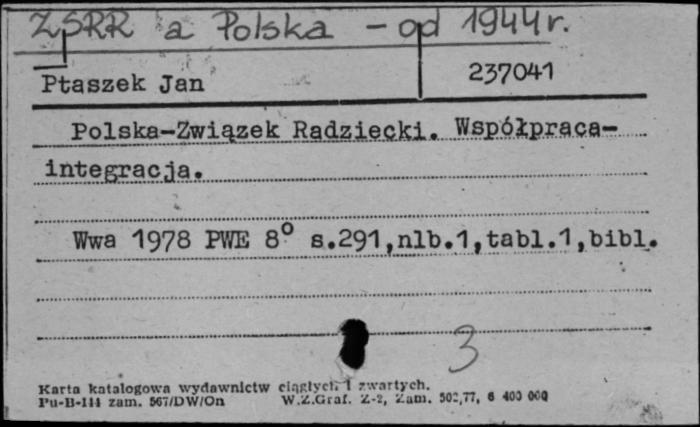 ZSRR a Polska - od 1944 r.
Ptaszek Jan 237041
Polska-Związek Radziecki. Współpraca-
integracja.
Wwa 1978 PWE 8° s.291,nlb.1,tabl.1,bibl.
3
Karta katalogowa wydawnictw ciągłych i zwartych.
Pu-B-144 zam. 567/DW/On W.Z.Graf. Z-2, Zam. 502,77, 6 400 000